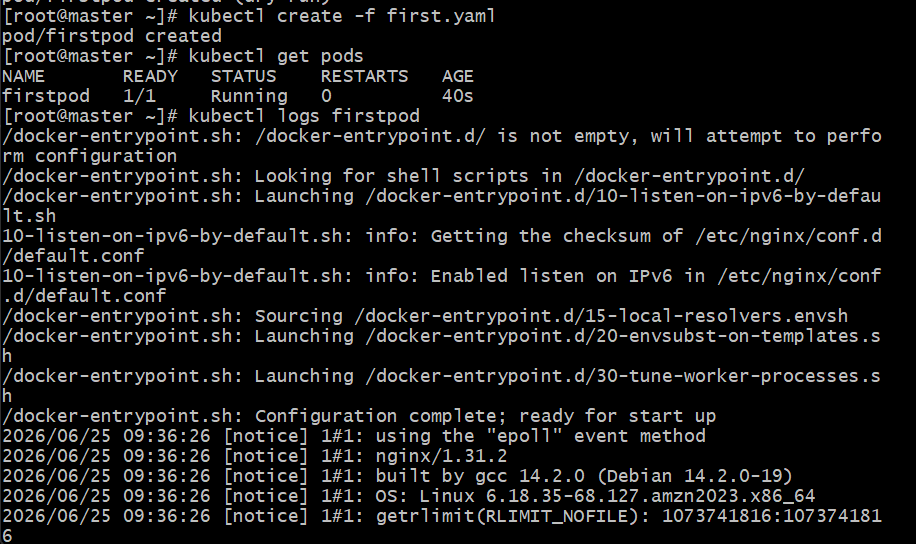 pod/firstpod created (dry run)
[root@master ~]# kubectl create -f first.yaml
pod/firstpod created
[root@master ~]# kubectl get pods
NAME       READY   STATUS    RESTARTS   AGE
firstpod   1/1     Running   0          40s
[root@master ~]# kubectl logs firstpod
/docker-entrypoint.sh: /docker-entrypoint.d/ is not empty, will attempt to perfo
rm configuration
/docker-entrypoint.sh: Looking for shell scripts in /docker-entrypoint.d/
/docker-entrypoint.sh: Launching /docker-entrypoint.d/10-listen-on-ipv6-by-defau
lt.sh
10-listen-on-ipv6-by-default.sh: info: Getting the checksum of /etc/nginx/conf.d
/default.conf
10-listen-on-ipv6-by-default.sh: info: Enabled listen on IPv6 in /etc/nginx/conf
.d/default.conf
/docker-entrypoint.sh: Sourcing /docker-entrypoint.d/15-local-resolvers.envsh
/docker-entrypoint.sh: Launching /docker-entrypoint.d/20-envsubst-on-templates.s
h
/docker-entrypoint.sh: Launching /docker-entrypoint.d/30-tune-worker-processes.s
h
/docker-entrypoint.sh: Configuration complete; ready for start up
2026/06/25 09:36:26 [notice] 1#1: using the "epoll" event method
2026/06/25 09:36:26 [notice] 1#1: nginx/1.31.2
2026/06/25 09:36:26 [notice] 1#1: built by gcc 14.2.0 (Debian 14.2.0-19)
2026/06/25 09:36:26 [notice] 1#1: OS: Linux 6.18.35-68.127.amzn2023.x86_64
2026/06/25 09:36:26 [notice] 1#1: getrlimit(RLIMIT_NOFILE): 1073741816:107374181
6